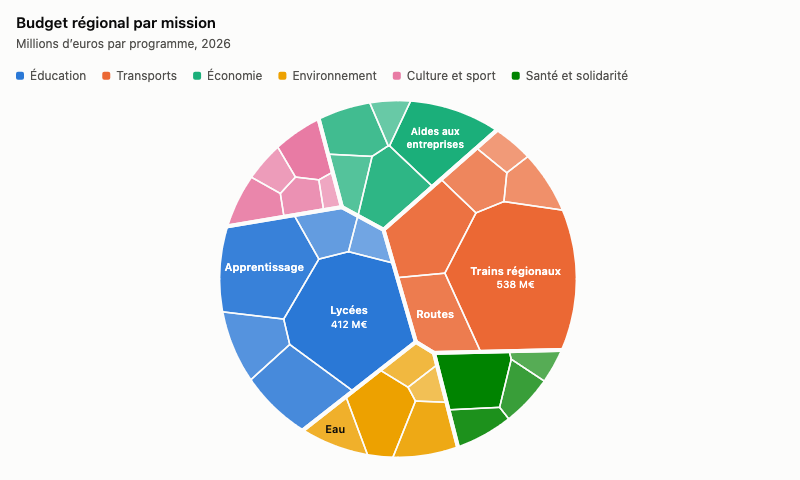 Budget régional par mission
Millions d’euros par programme, 2026
Éducation Transports Économie Environnement Culture et sport Santé et solidarité
Aides aux
entreprises
Apprentissage
Trains régionaux
538 M€
Lycées
412 M€
Routes
Eau